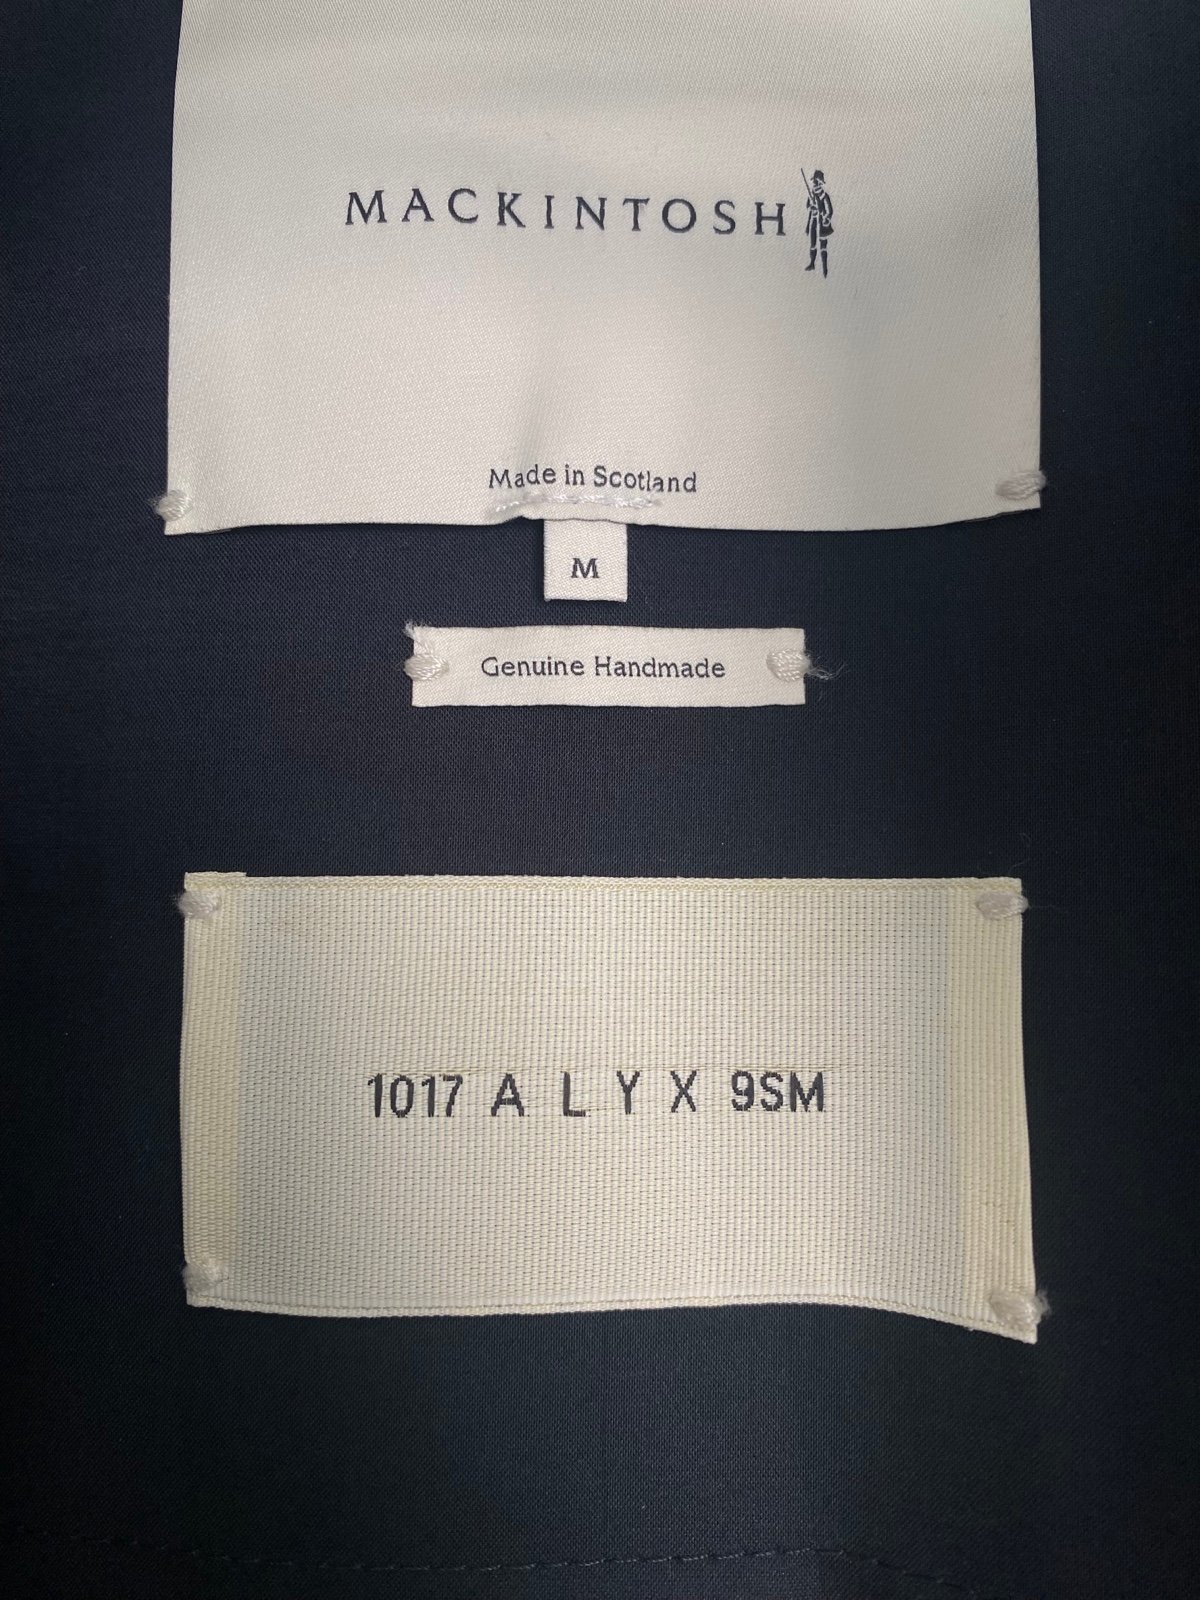 MACKINTOSH
Made in Scotland
M
Genuine Handmade
1017 A L Y X 9SM